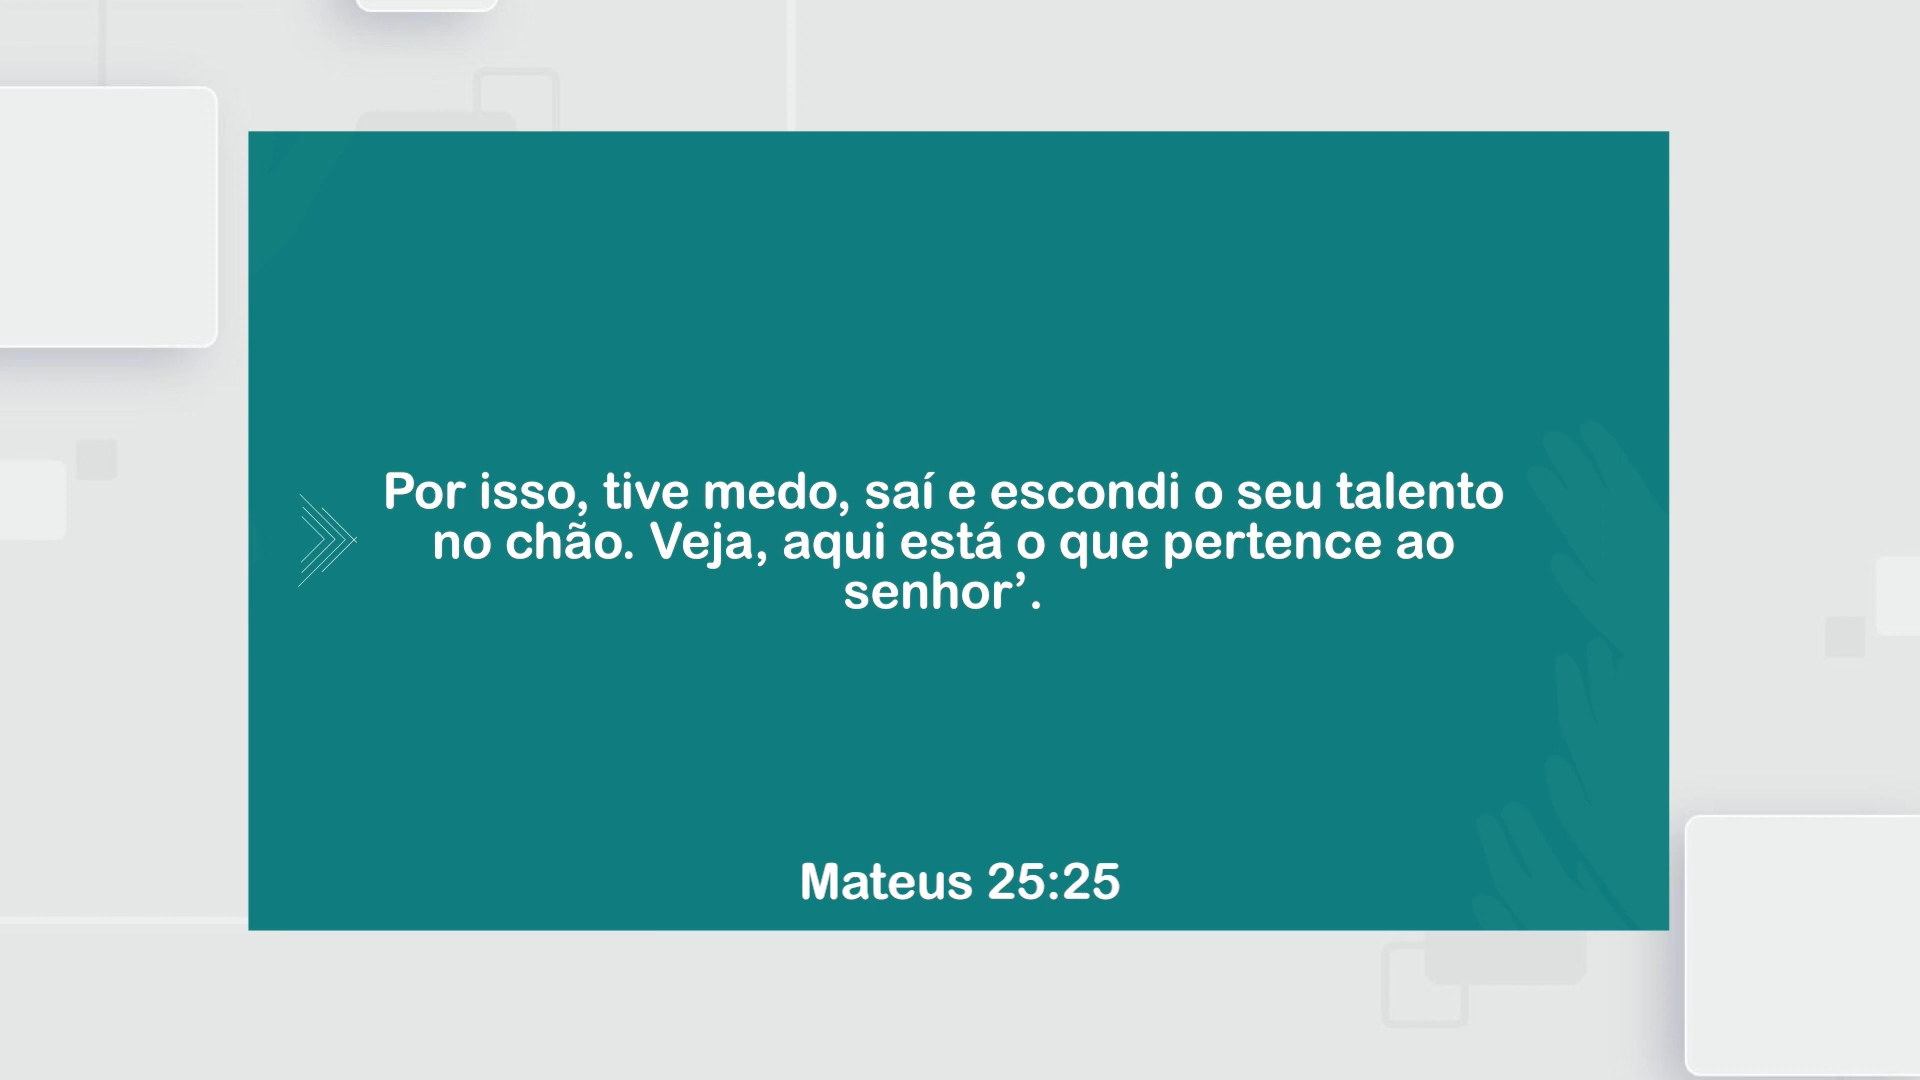 Por isso, tive medo, saí e escondi o seu talento
no chão. Veja, aqui está o que pertence ao
senhor’.
Mateus 25:25